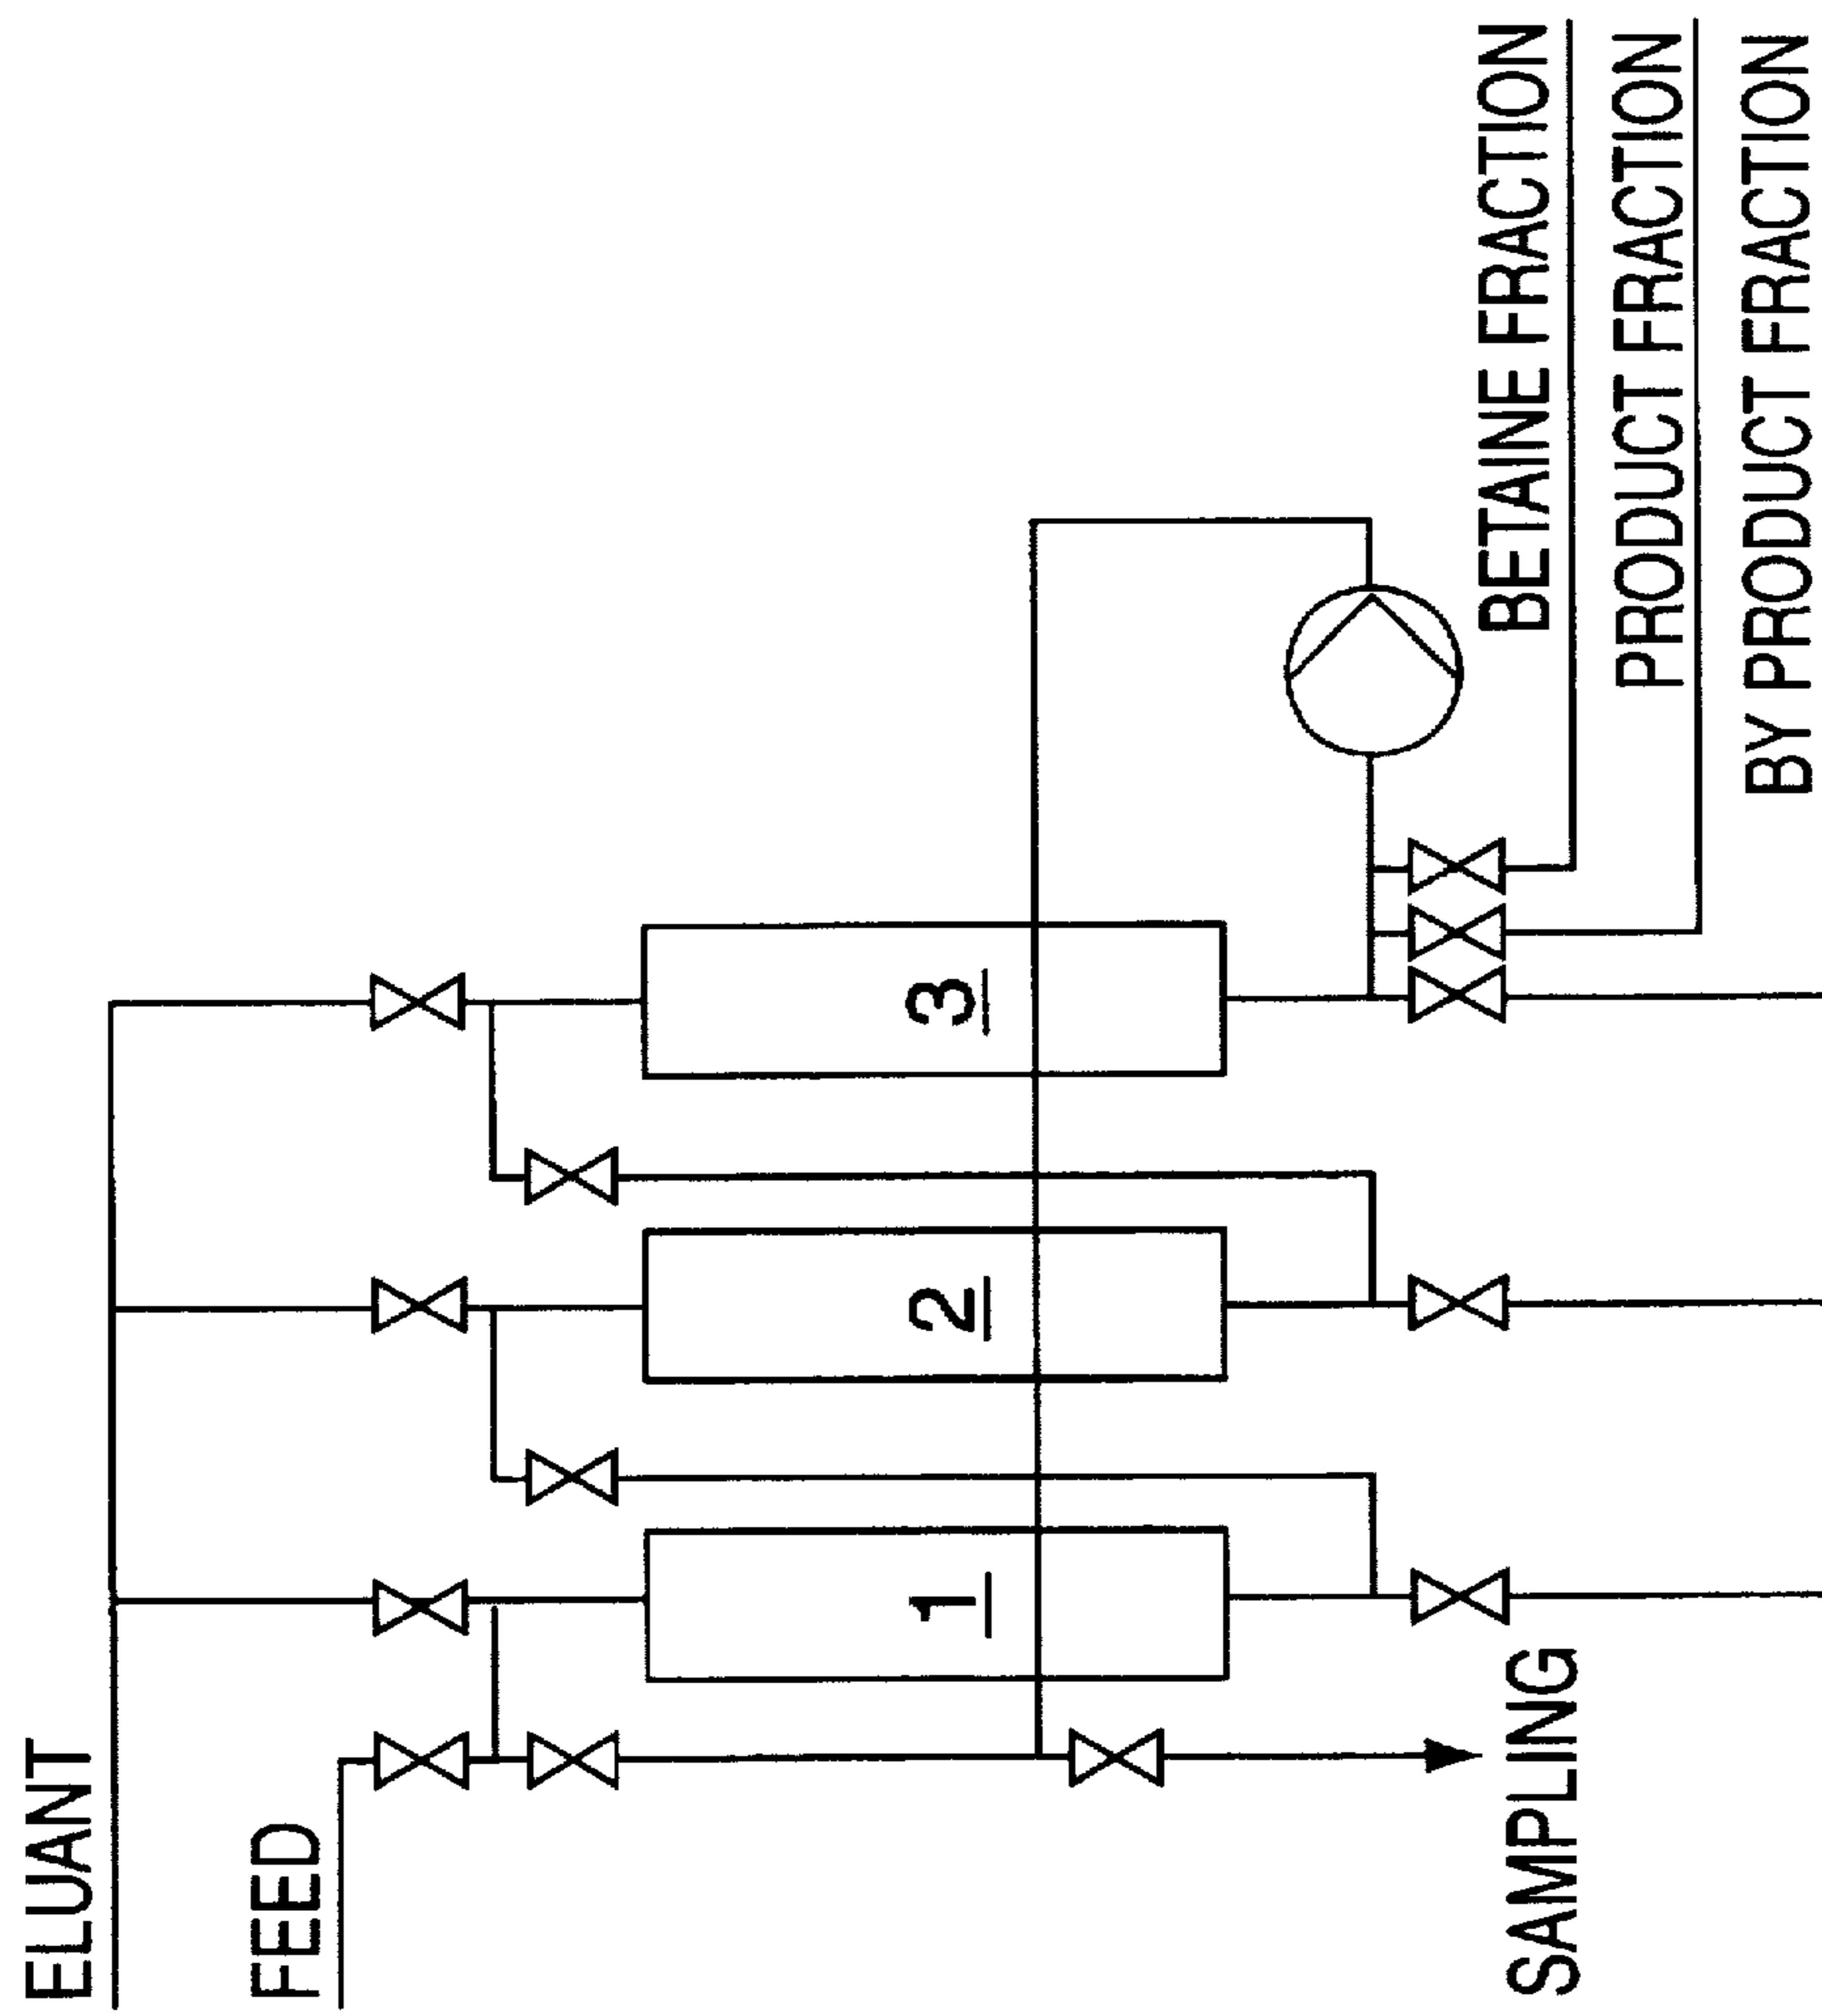 ELUANT
FEED
1
2
3
SAMPLING
BETAINE FRACTION
PRODUCT FRACTION
BY PRODUCT FRACTION